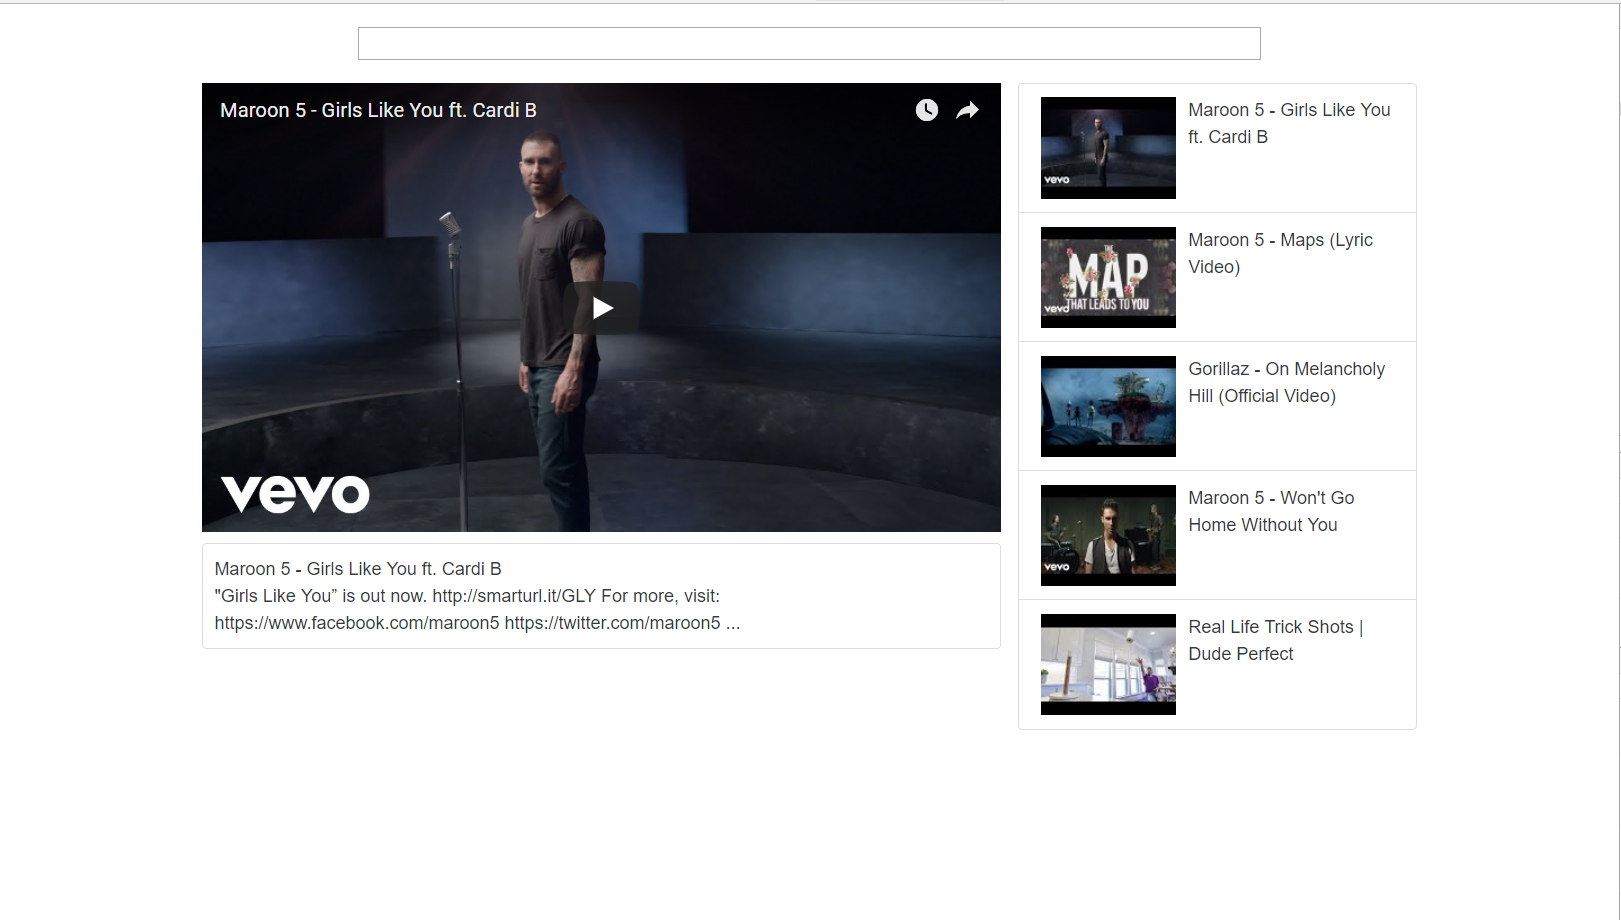 Maroon 5 - Girls Like You ft. Cardi B
vevo
Maroon 5 - Girls Like You ft. Cardi B
"Girls Like You” is out now. http://smarturl.it/GLY For more, visit:
https://www.facebook.com/maroon5 https://twitter.com/maroon5 ...
vevo
Maroon 5 - Girls Like You
ft. Cardi B
THE
MAP
THAT LEADS TO YOU
vevo
Maroon 5 - Maps (Lyric
Video)
Gorillaz - On Melancholy
Hill (Official Video)
vevo
Maroon 5 - Won't Go
Home Without You
Real Life Trick Shots |
Dude Perfect